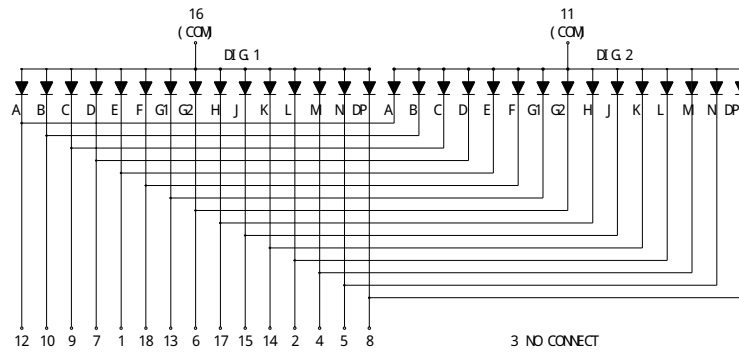 16 11
( COM) ( COM)
DIG. 1 DIG. 2
A B C D E F G1 G2 H J K L M N DP A B C D E F G1 G2 H J K L M N DP
12 10 9 7 1 18 13 6 17 15 14 2 4 5 8 3 NO CONNECT